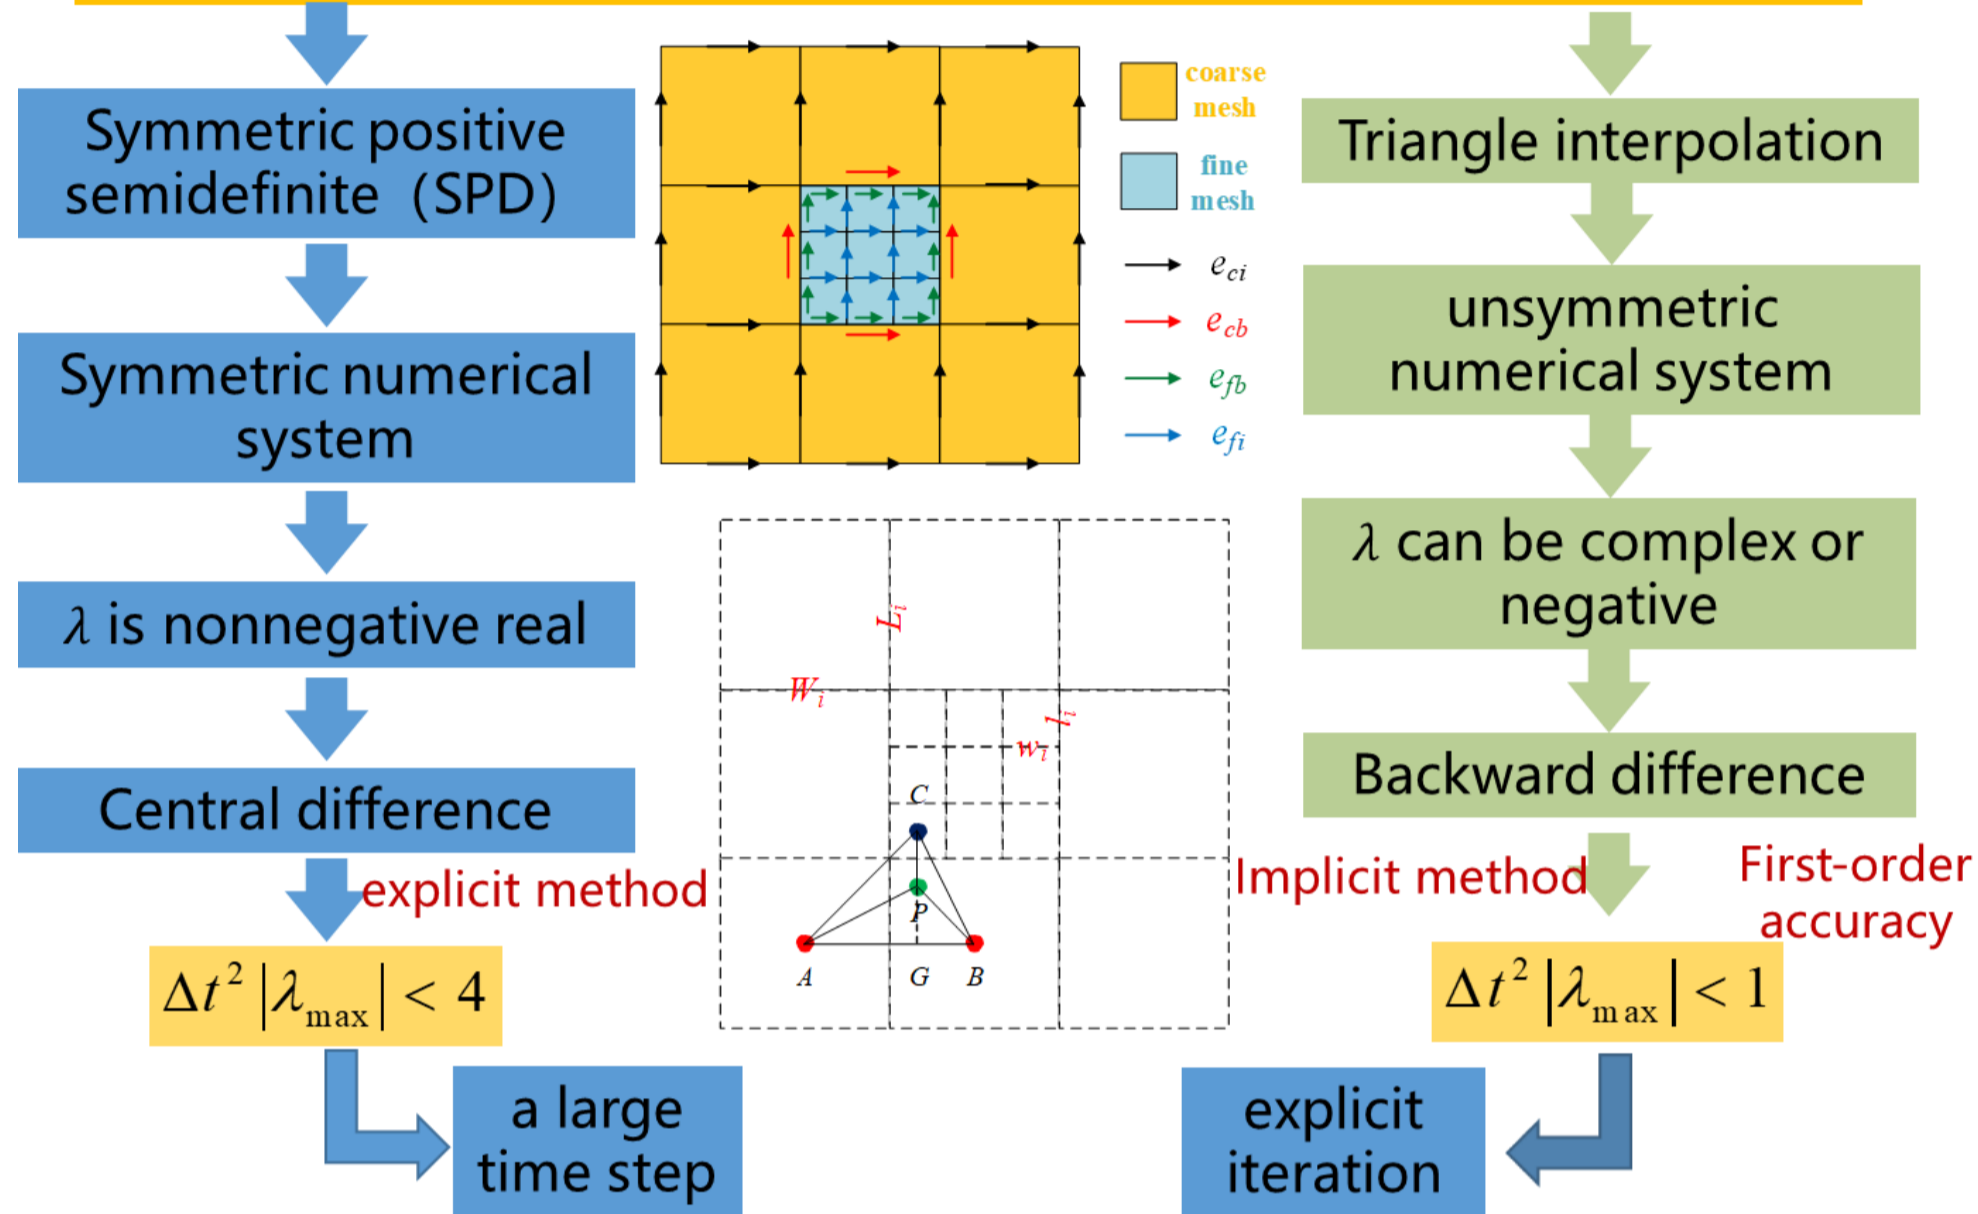 Symmetric positive
semidefinite（SPD）
Symmetric numerical
system
λ is nonnegative real
Central difference
explicit method
Δt² |λmax| < 4
a large
time step
coarse
mesh
fine
mesh
eci
ecb
efb
efi
Li
Wi
li
wi
C
P
A
G
B
Triangle interpolation
unsymmetric
numerical system
λ can be complex or
negative
Backward difference
Implicit method
First-order
accuracy
Δt² |λmax| < 1
explicit
iteration